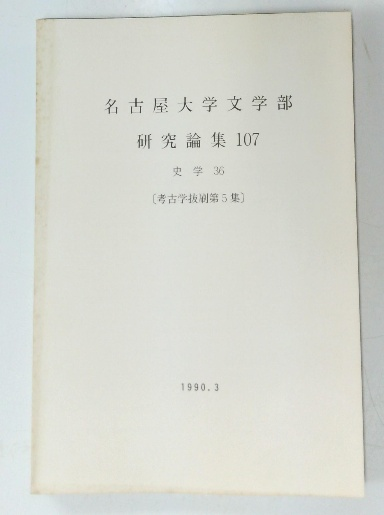 名古屋大学文学部
研究論集 107
史学 36
〔考古学抜刷第5集〕
1990.3